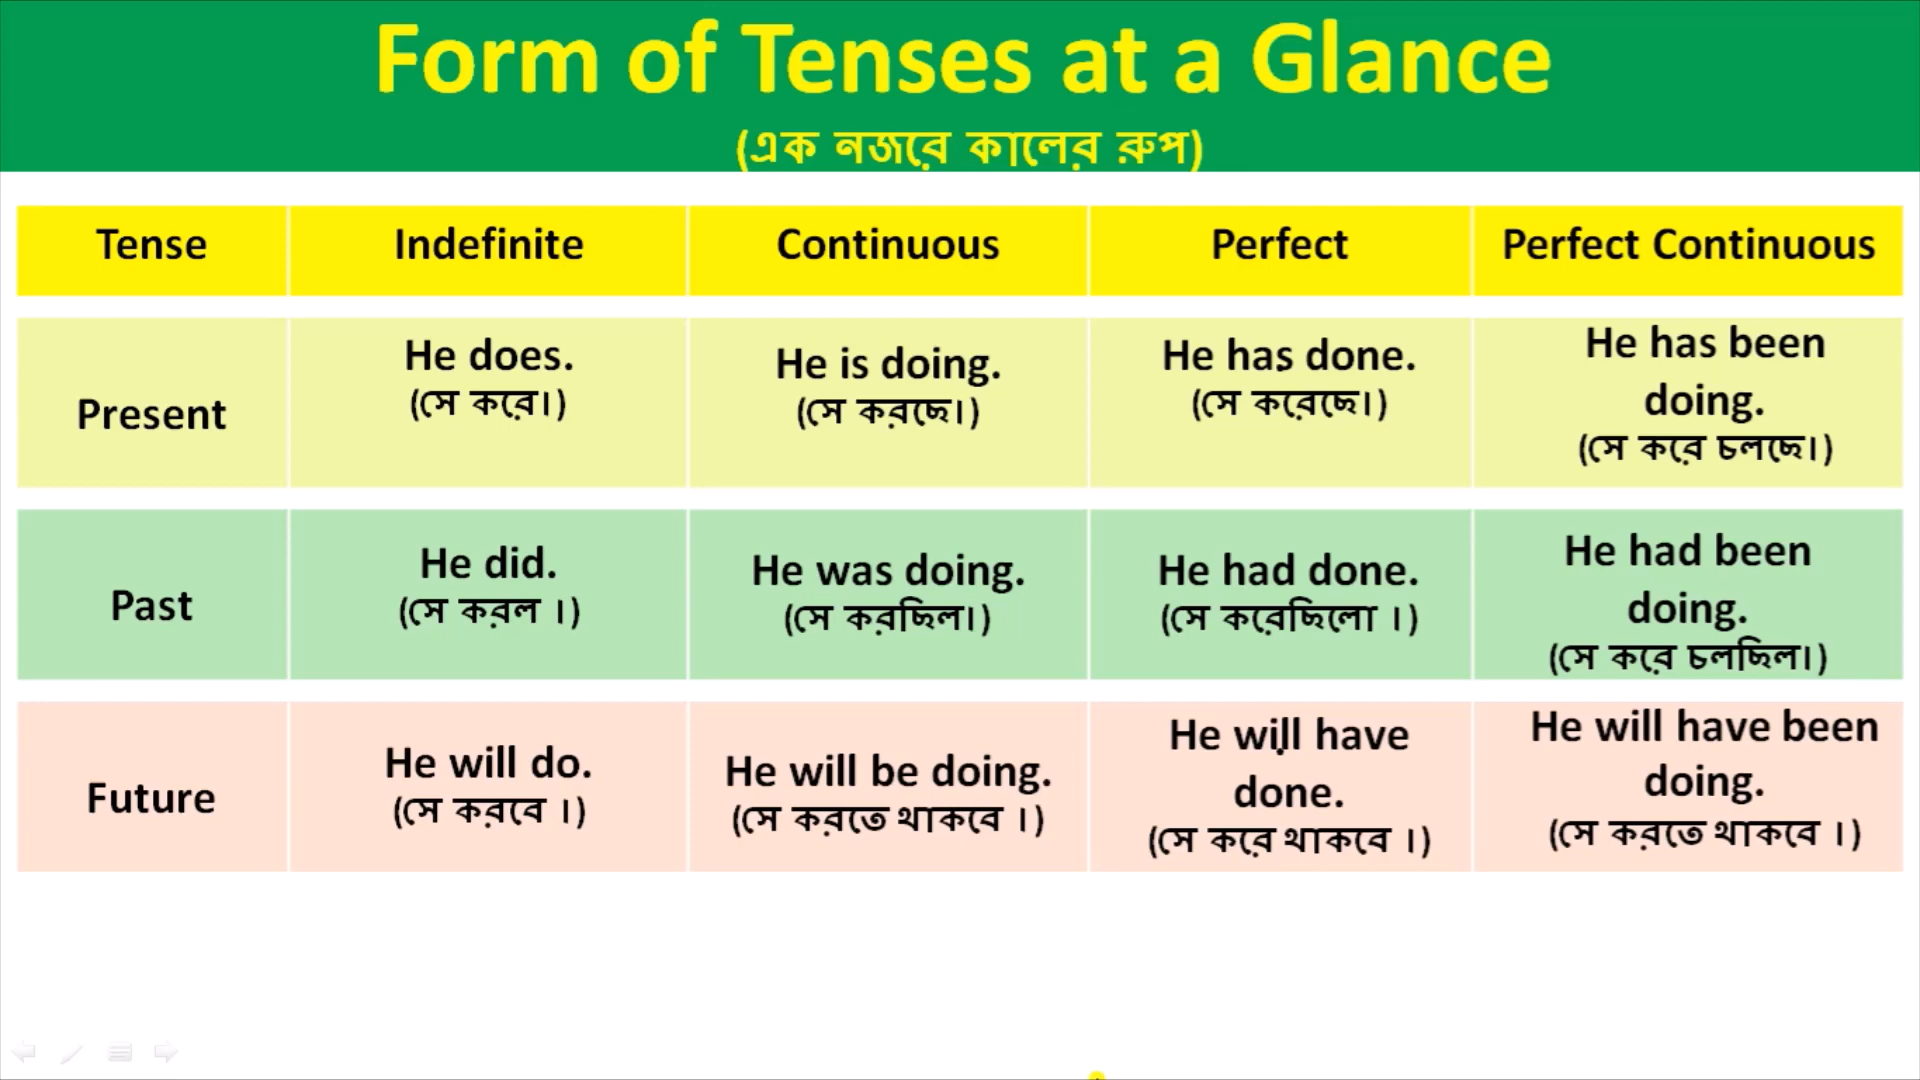 Form of Tenses at a Glance
(এক নজরে কালের রুপ)
Tense Indefinite Continuous Perfect Perfect Continuous
Present
He does.
(সে করে।)
He is doing.
(সে করছে।)
He has done.
(সে করেছে।)
He has been
doing.
(সে করে চলছে।)
Past
He did.
(সে করল ।)
He was doing.
(সে করছিল।)
He had done.
(সে করেছিলো ।)
He had been
doing.
(সে করে চলছিল।)
Future
He will do.
(সে করবে ।)
He will be doing.
(সে করতে থাকবে ।)
He will have
done.
(সে করে থাকবে ।)
He will have been
doing.
(সে করতে থাকবে ।)